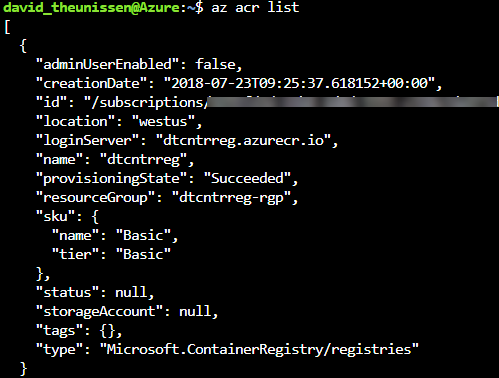 david_theunissen@Azure:~$ az acr list
[
  {
    "adminUserEnabled": false,
    "creationDate": "2018-07-23T09:25:37.618152+00:00",
    "id": "/subscriptions/
    "location": "westus",
    "loginServer": "dtcntrreg.azurecr.io",
    "name": "dtcntrreg",
    "provisioningState": "Succeeded",
    "resourceGroup": "dtcntrreg-rgp",
    "sku": {
      "name": "Basic",
      "tier": "Basic"
    },
    "status": null,
    "storageAccount": null,
    "tags": {},
    "type": "Microsoft.ContainerRegistry/registries"
  }